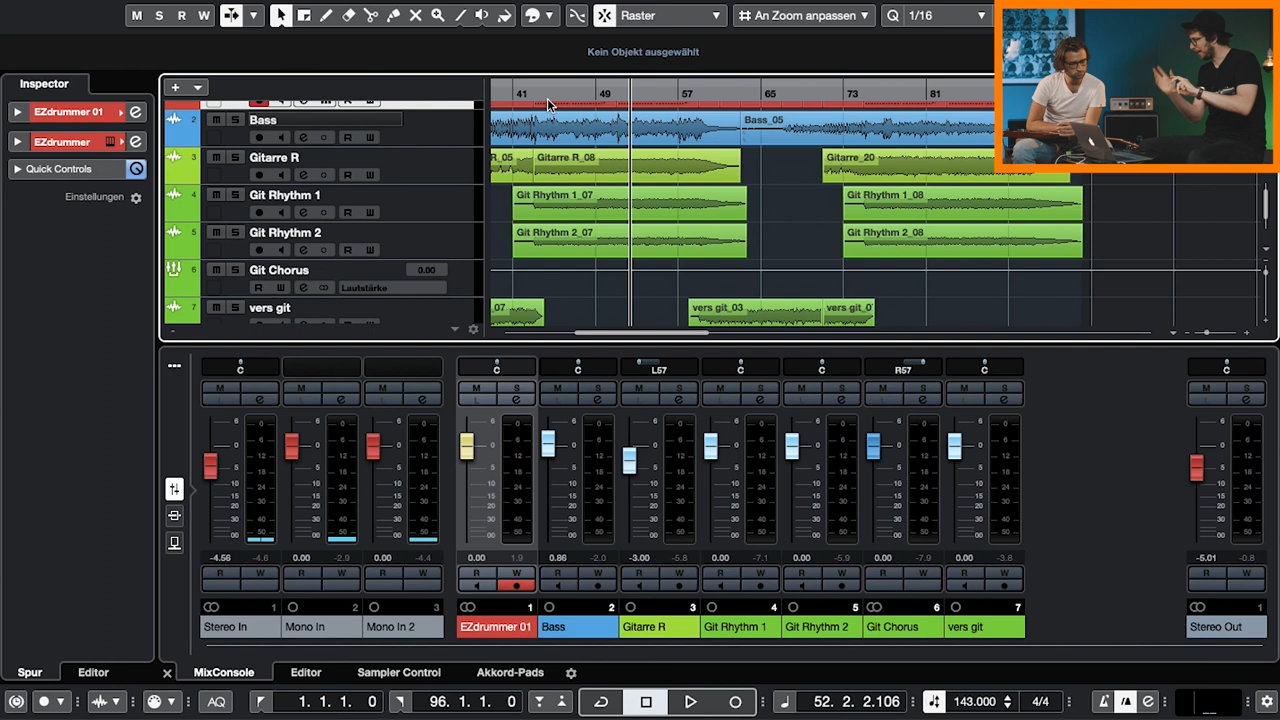 M S R W Raster An Zoom anpassen Q 1/16
Kein Objekt ausgewählt
Inspector
EZdrummer 01
EZdrummer
Quick Controls
Einstellungen
41 49 57 65 73 81
2 m S Bass Bass_05
R W
3 m S Gitarre R R_05 Gitarre R_08 Gitarre_20
R W
4 m S Git Rhythm 1 Git Rhythm 1_07 Git Rhythm 1_08
R W
5 m S Git Rhythm 2 Git Rhythm 2_07 Git Rhythm 2_08
R W
6 m S Git Chorus 0.00
R W Lautstärke
7 m S vers git 07 vers git_03 vers git_0
C C C L57 C C R57 C C
M S M S M S M S M S M S M S M S M S M S M S
-4.56 -4.6 0.00 -2.9 0.00 -4.4 0.00 1.9 0.86 -2.0 -3.00 -5.8 0.00 -7.1 0.00 -5.9 0.00 -7.9 0.00 -3.8 -5.01 -0.8
R W R W R W R W R W R W R W R W R W R W R W
1 2 3 1 2 3 4 5 6 7 1
Stereo In Mono In Mono In 2 EZdrummer 01 Bass Gitarre R Git Rhythm 1 Git Rhythm 2 Git Chorus vers git Stereo Out
Spur Editor MixConsole Editor Sampler Control Akkord-Pads
AQ 1. 1. 1. 0 96. 1. 1. 0 52. 2. 2.106 143.000 4/4